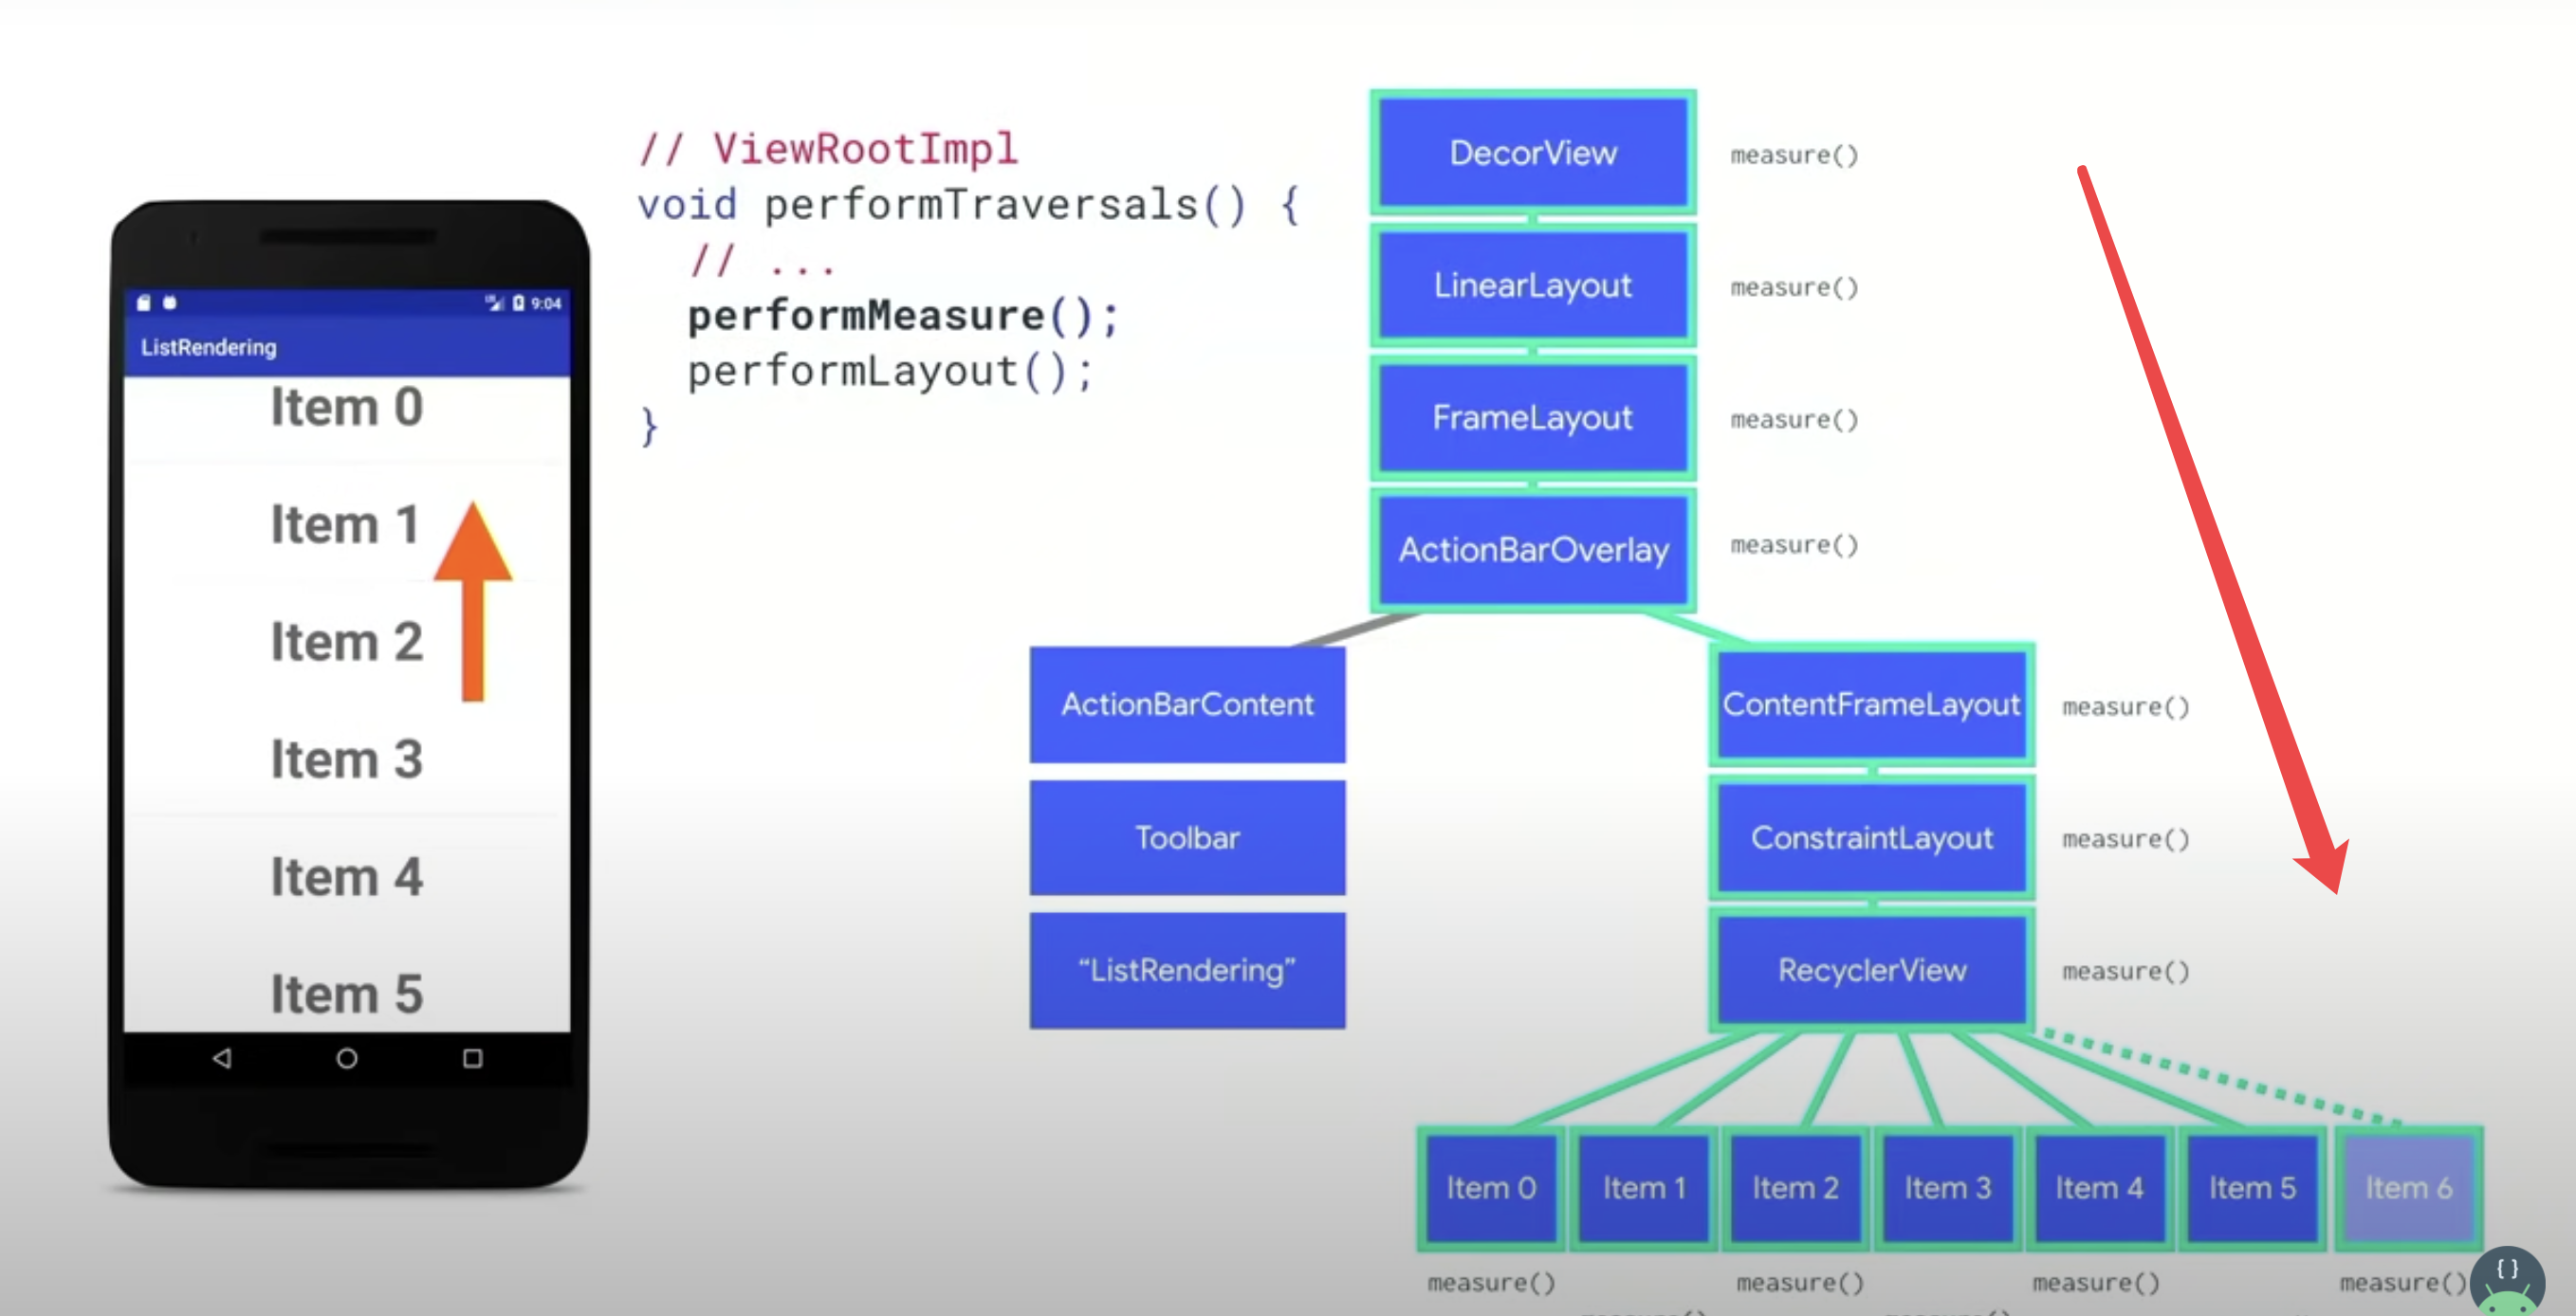 // ViewRootImpl
void performTraversals() {
// ...
performMeasure();
performLayout();
}
9:04
ListRendering
Item 0
Item 1
Item 2
Item 3
Item 4
Item 5
DecorView
measure()
LinearLayout
measure()
FrameLayout
measure()
ActionBarOverlay
measure()
ActionBarContent
ContentFrameLayout
measure()
Toolbar
ConstraintLayout
measure()
“ListRendering”
RecyclerView
measure()
Item 0
Item 1
Item 2
Item 3
Item 4
Item 5
Item 6
measure()
measure()
measure()
measure()
{ }